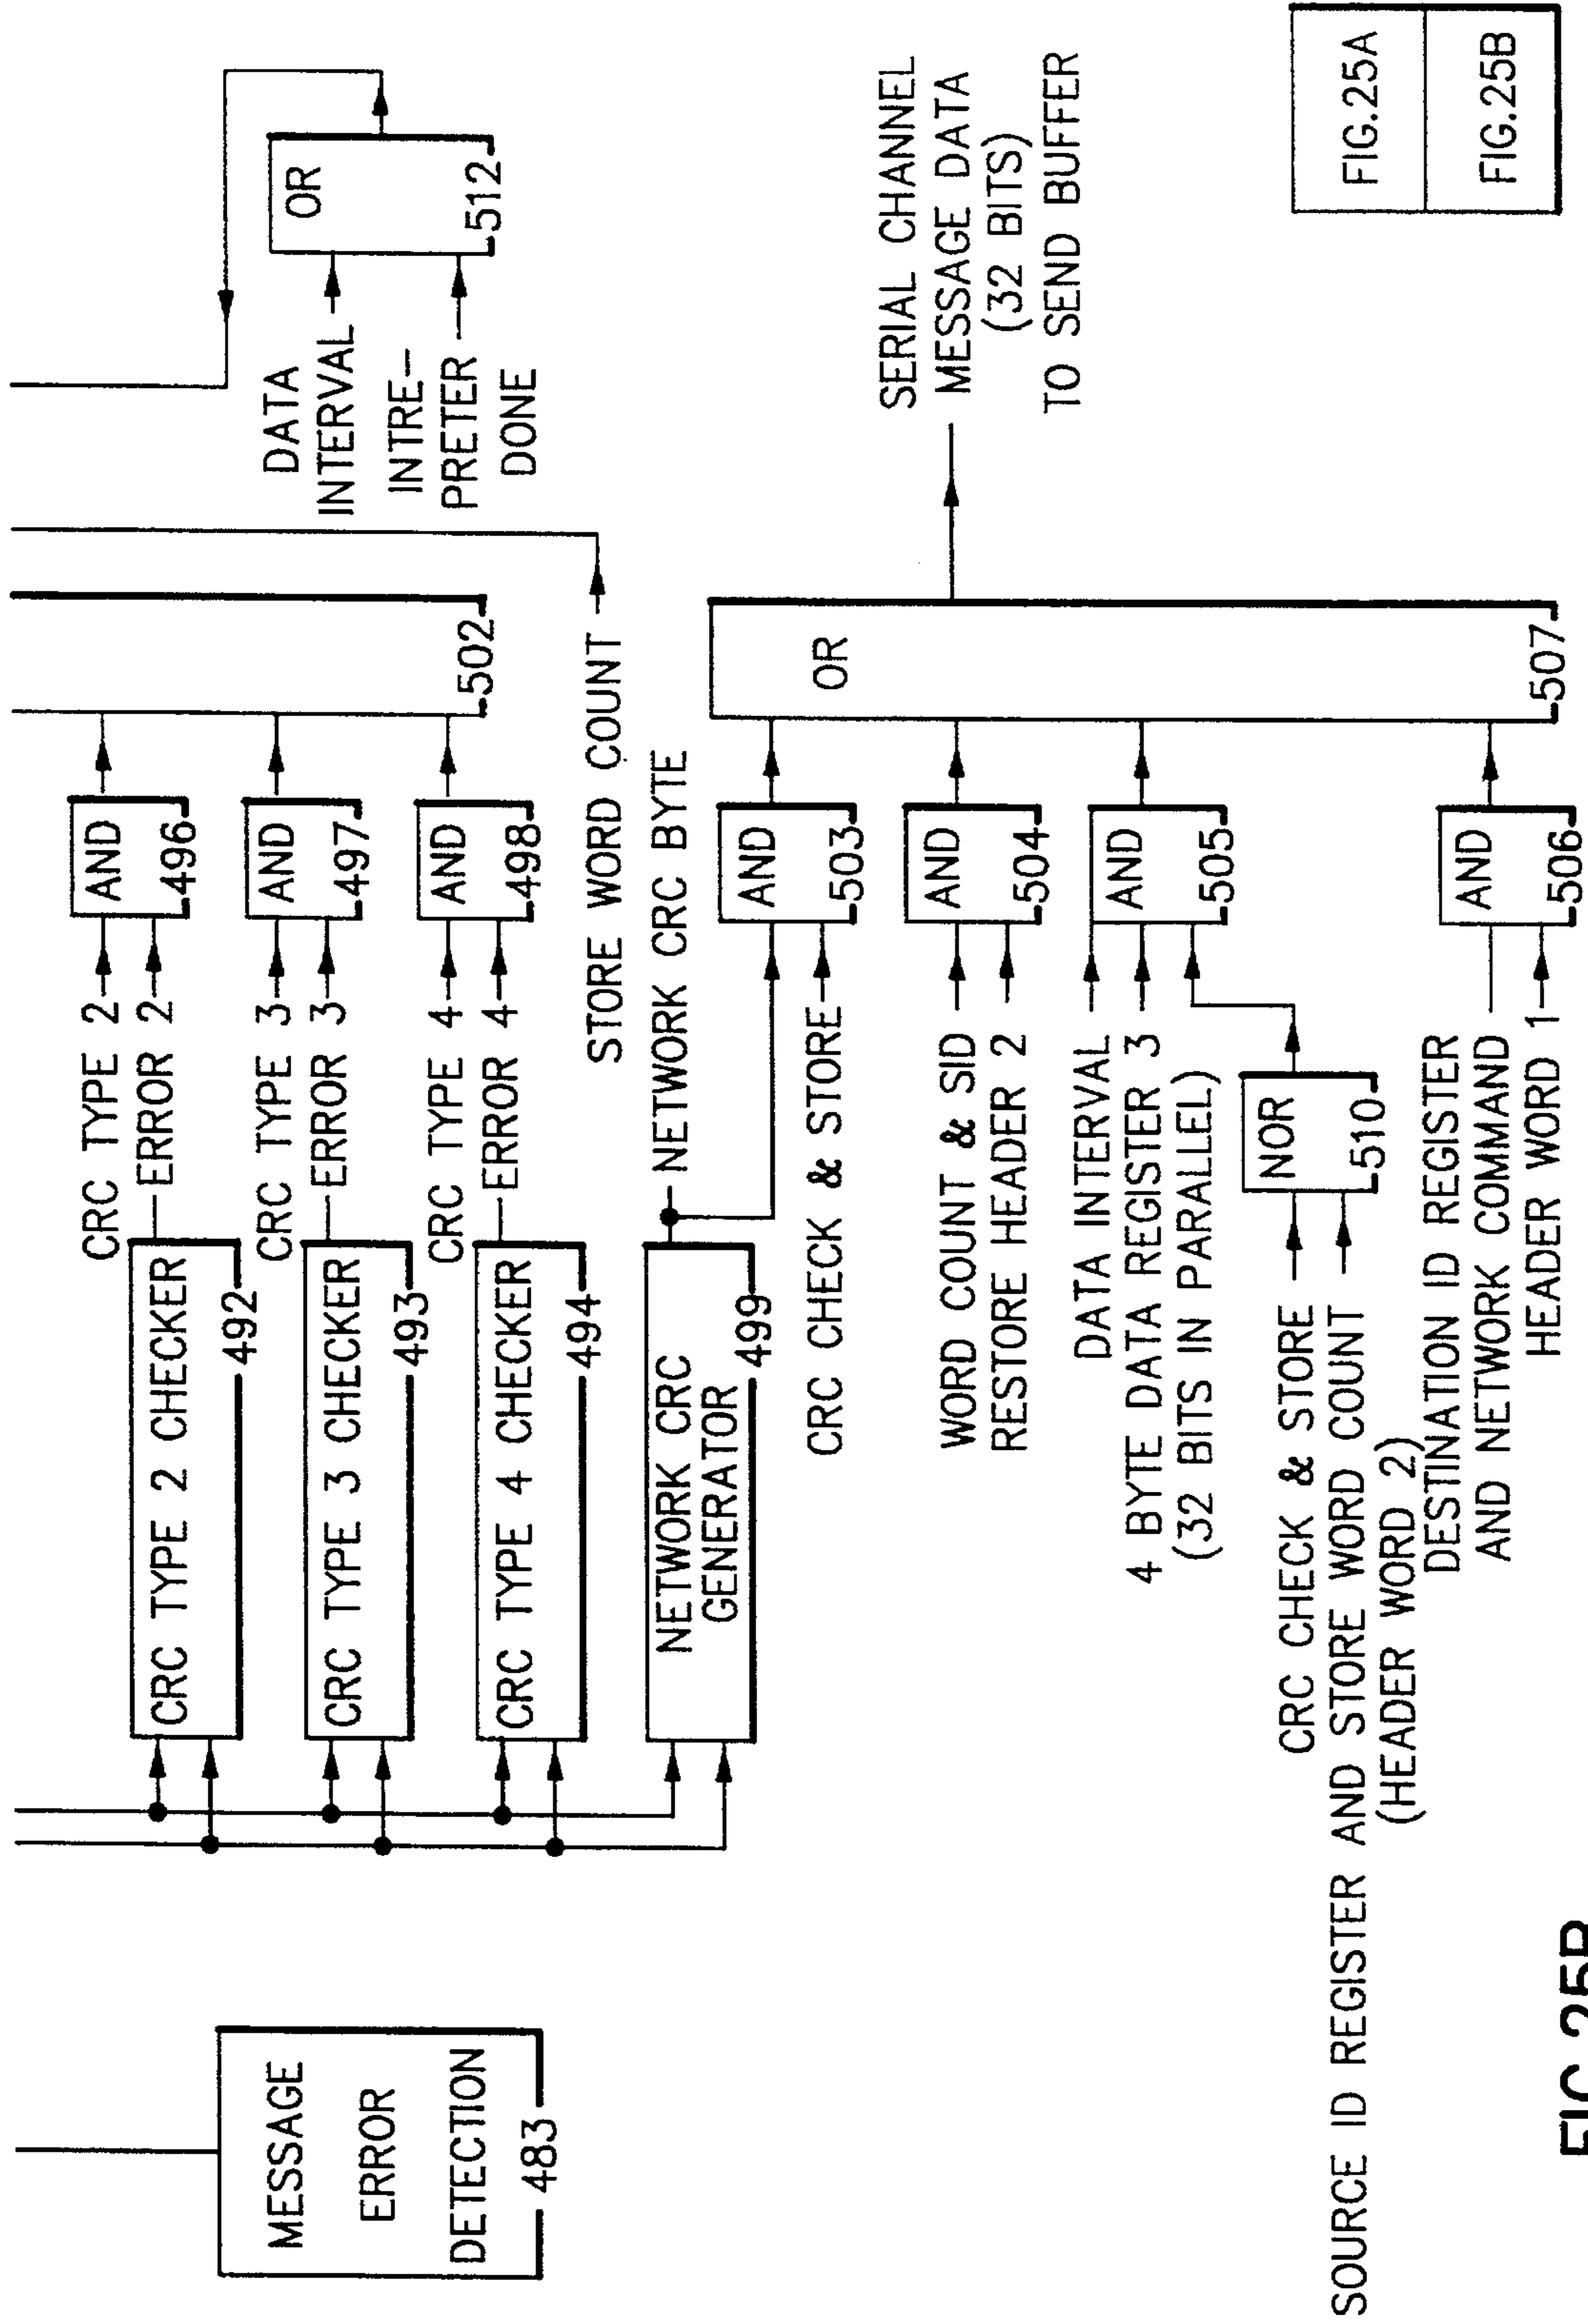 MESSAGE
ERROR
DETECTION
483
CRC TYPE 2 CHECKER
492
CRC TYPE 2
ERROR 2
AND
496
CRC TYPE 3 CHECKER
493
CRC TYPE 3
ERROR 3
AND
497
CRC TYPE 4 CHECKER
494
CRC TYPE 4
ERROR 4
AND
498
502
DATA
INTERVAL
INTRE-
PRETER
DONE
OR
512
STORE WORD COUNT
NETWORK CRC
GENERATOR
499
NETWORK CRC BYTE
CRC CHECK & STORE
AND
503
WORD COUNT & SID
RESTORE HEADER 2
AND
504
DATA INTERVAL
4 BYTE DATA REGISTER 3
(32 BITS IN PARALLEL)
AND
505
CRC CHECK & STORE
SOURCE ID REGISTER AND STORE WORD COUNT
(HEADER WORD 2)
NOR
510
DESTINATION ID REGISTER
AND NETWORK COMMAND
HEADER WORD 1
AND
506
OR
507
SERIAL CHANNEL
MESSAGE DATA
(32 BITS)
TO SEND BUFFER
FIG.25A
FIG.25B
FIG.25B